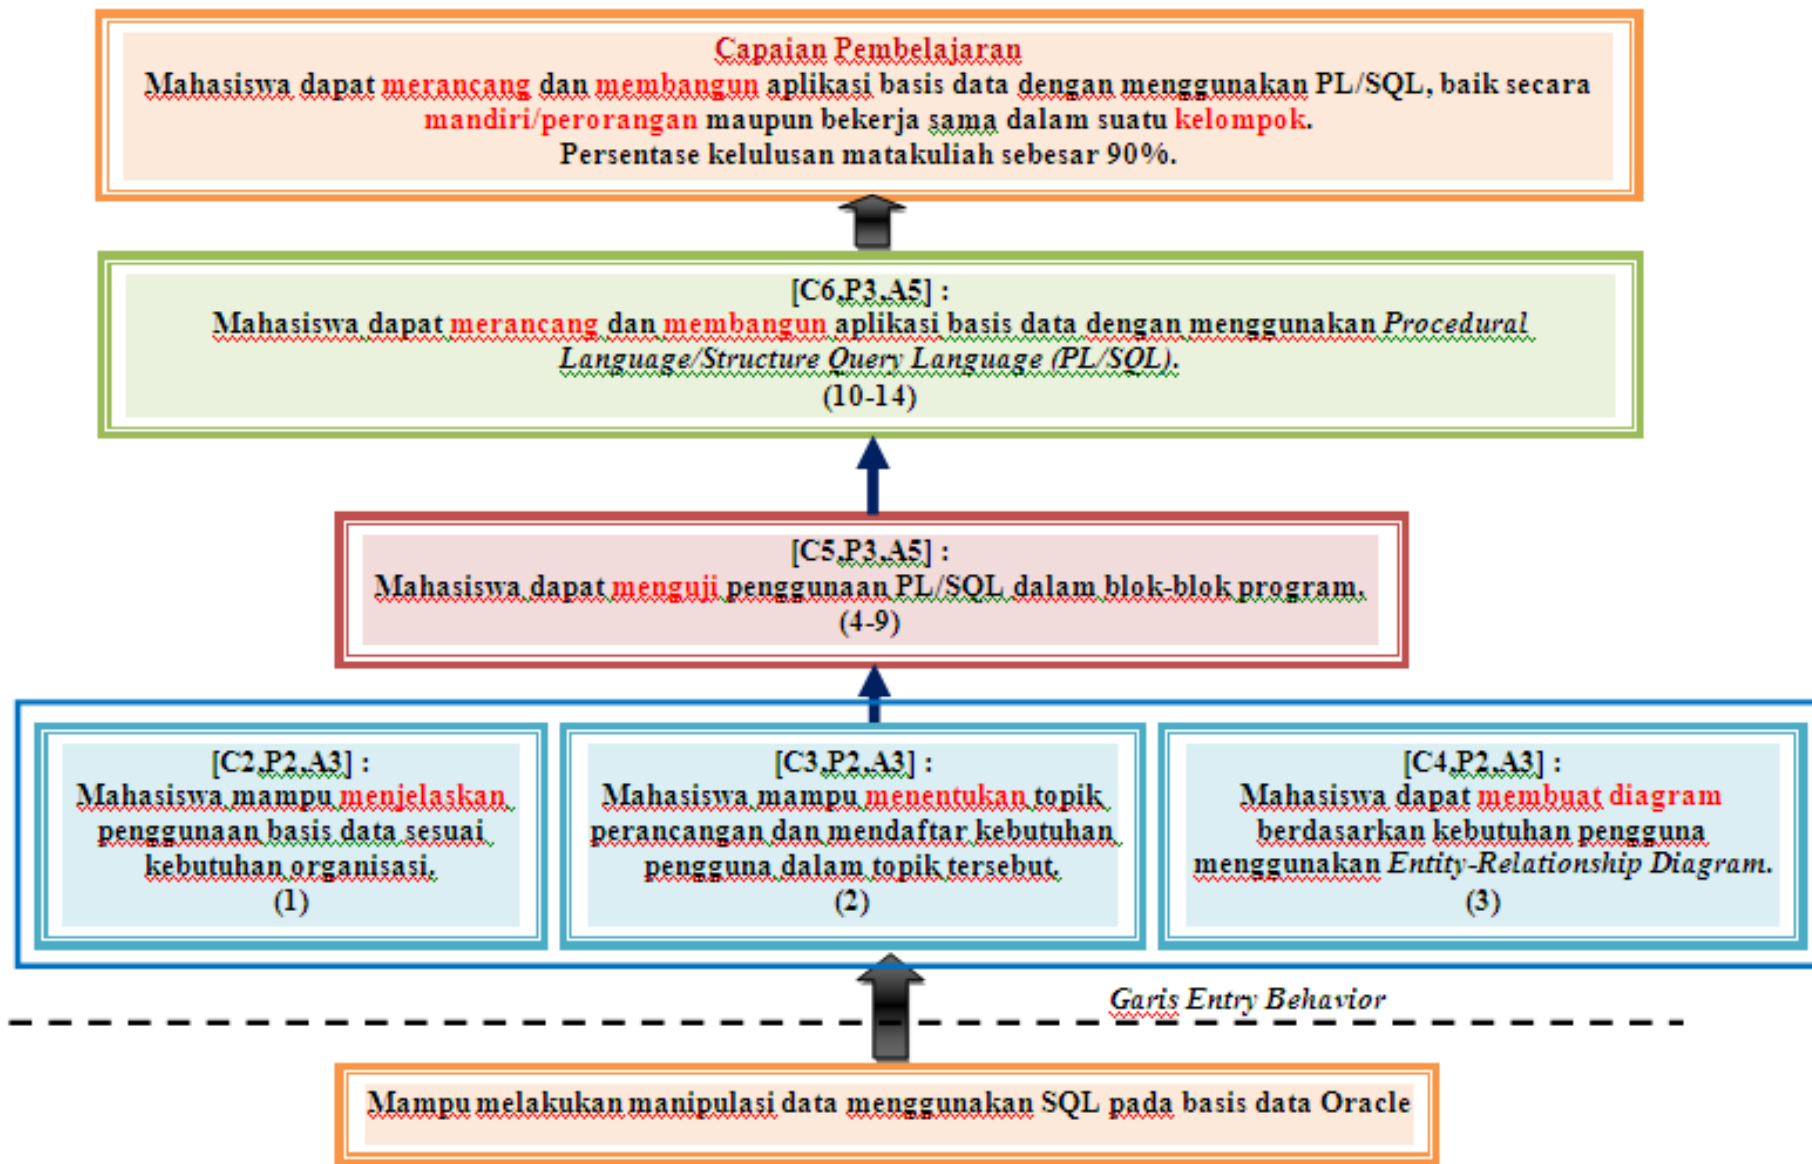 Capaian Pembelajaran
Mahasiswa dapat merancang dan membangun aplikasi basis data dengan menggunakan PL/SQL, baik secara
mandiri/perorangan maupun bekerja sama dalam suatu kelompok.
Persentase kelulusan matakuliah sebesar 90%.
[C6,P3,A5] :
Mahasiswa dapat merancang dan membangun aplikasi basis data dengan menggunakan Procedural
Language/Structure Query Language (PL/SQL).
(10-14)
[C5,P3,A5] :
Mahasiswa dapat menguji penggunaan PL/SQL dalam blok-blok program.
(4-9)
[C2,P2,A3] :
Mahasiswa mampu menjelaskan
penggunaan basis data sesuai
kebutuhan organisasi.
(1)
[C3,P2,A3] :
Mahasiswa mampu menentukan topik
perancangan dan mendaftar kebutuhan
pengguna dalam topik tersebut.
(2)
[C4,P2,A3] :
Mahasiswa dapat membuat diagram
berdasarkan kebutuhan pengguna
menggunakan Entity-Relationship Diagram.
(3)
Garis Entry Behavior
Mampu melakukan manipulasi data menggunakan SQL pada basis data Oracle